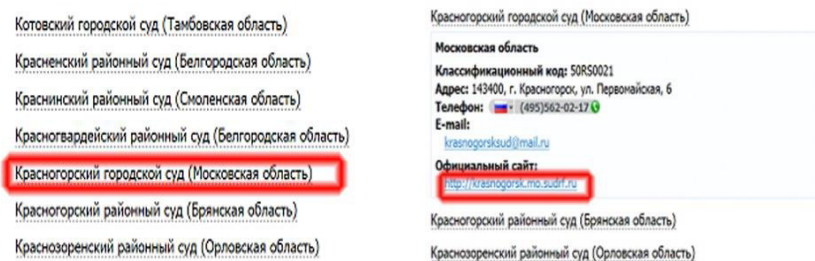 Котовский городской суд (Тамбовская область)
Красненский районный суд (Белгородская область)
Краснинский районный суд (Смоленская область)
Красногвардейский районный суд (Белгородская область)
Красногорский городской суд (Московская область)
Красногорский районный суд (Брянская область)
Краснозоренский районный суд (Орловская область)
Красногорский городской суд (Московская область)
Московская область
Классификационный код: 50RS0021
Адрес: 143400, г. Красногорск, ул. Первомайская, 6
Телефон: (495)562-02-17
E-mail:
krasnogorsksud@mail.ru
Официальный сайт:
http://krasnogorsk.mo.sudrf.ru
Красногорский районный суд (Брянская область)
Краснозоренский районный суд (Орловская область)